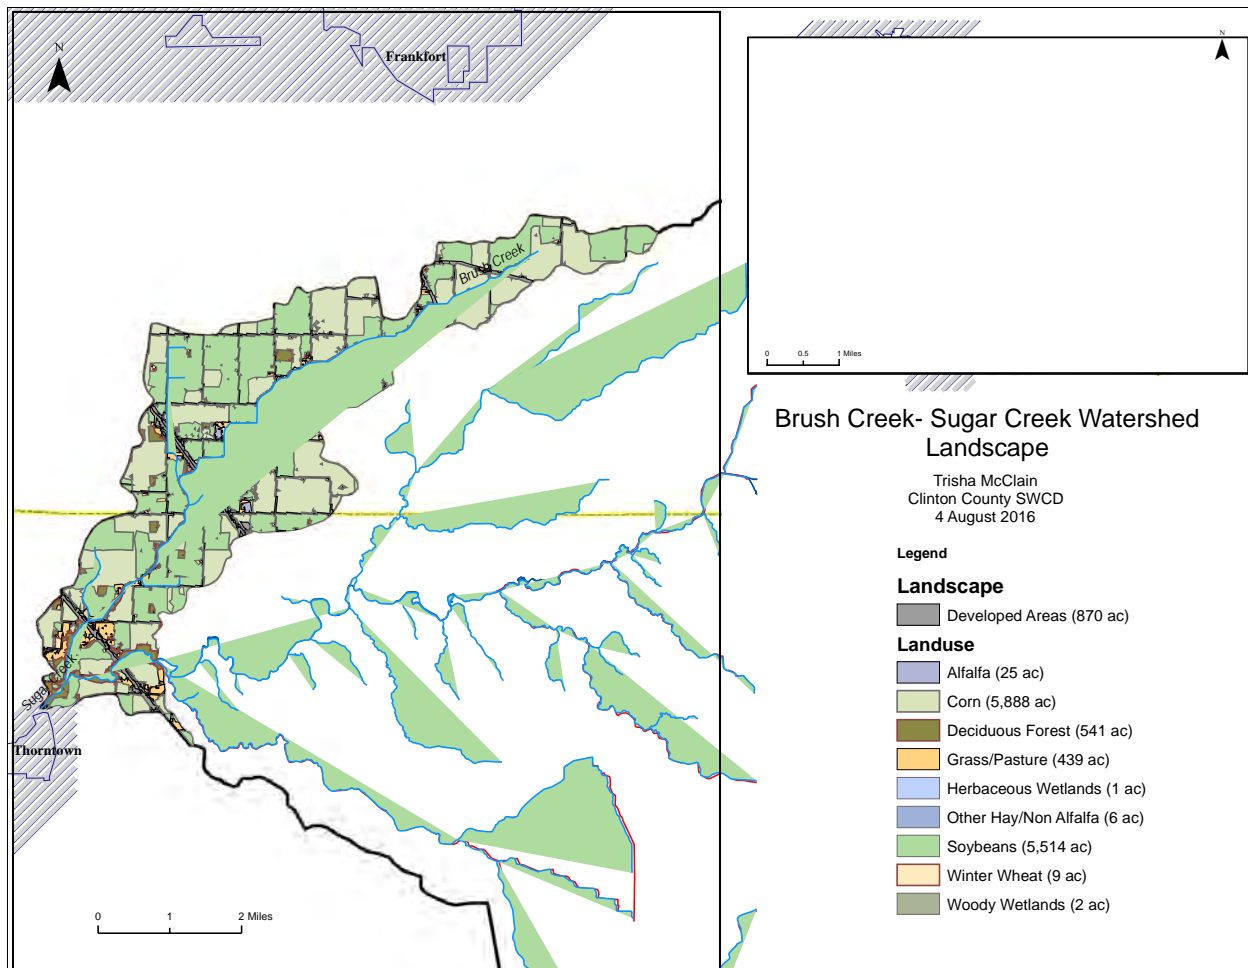 N
Frankfort
N
Brush Creek
0 0.5 1 Miles
Brush Creek- Sugar Creek Watershed
Landscape
Trisha McClain
Clinton County SWCD
4 August 2016
Legend
Landscape
Developed Areas (870 ac)
Landuse
Alfalfa (25 ac)
Corn (5,888 ac)
Deciduous Forest (541 ac)
Grass/Pasture (439 ac)
Herbaceous Wetlands (1 ac)
Other Hay/Non Alfalfa (6 ac)
Soybeans (5,514 ac)
Winter Wheat (9 ac)
Woody Wetlands (2 ac)
Sugar Creek
Thorntown
0 1 2 Miles